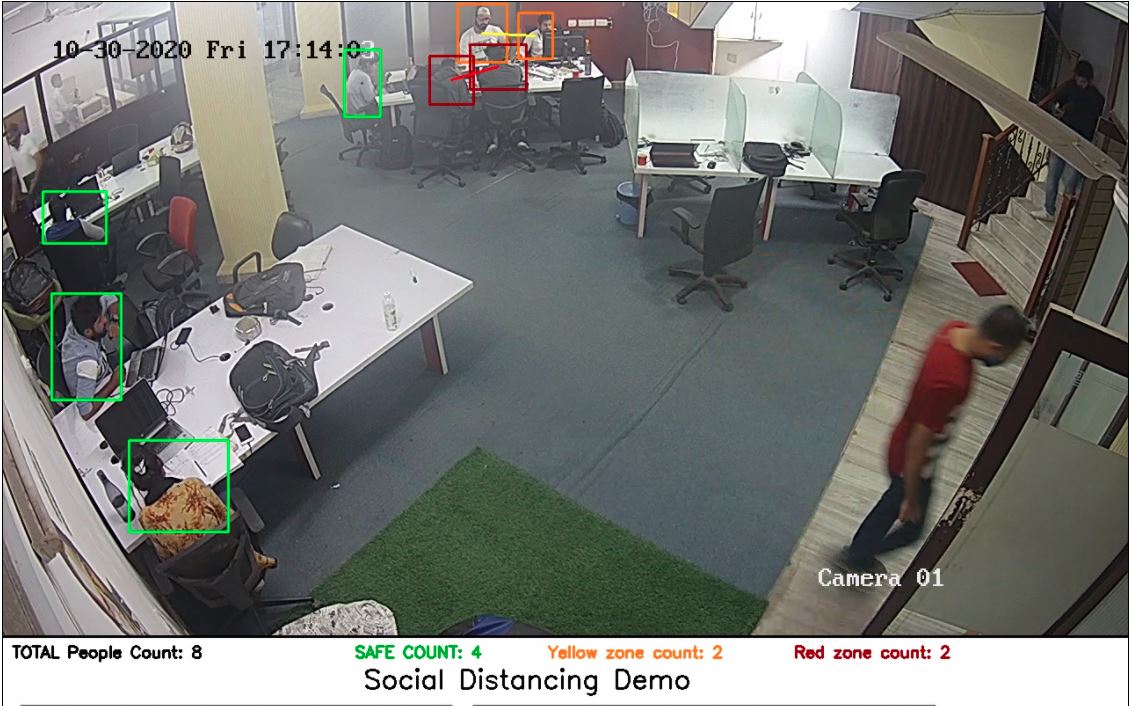 10-30-2020 Fri 17:14:03
Camera 01
TOTAL People Count: 8 SAFE COUNT: 4 Yellow zone count: 2 Red zone count: 2
Social Distancing Demo